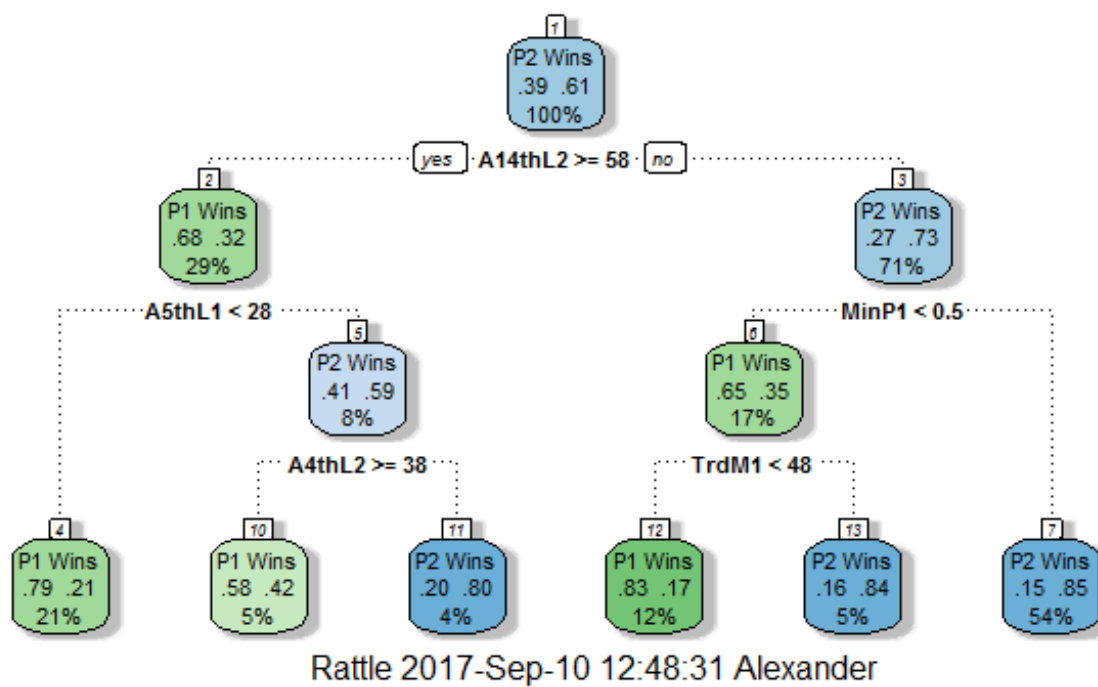 1
P2 Wins
.39 .61
100%
yes A14thL2 >= 58 no
2
P1 Wins
.68 .32
29%
3
P2 Wins
.27 .73
71%
A5thL1 < 28
MinP1 < 0.5
5
P2 Wins
.41 .59
8%
6
P1 Wins
.65 .35
17%
A4thL2 >= 38
TrdM1 < 48
4
P1 Wins
.79 .21
21%
10
P1 Wins
.58 .42
5%
11
P2 Wins
.20 .80
4%
12
P1 Wins
.83 .17
12%
13
P2 Wins
.16 .84
5%
7
P2 Wins
.15 .85
54%
Rattle 2017-Sep-10 12:48:31 Alexander